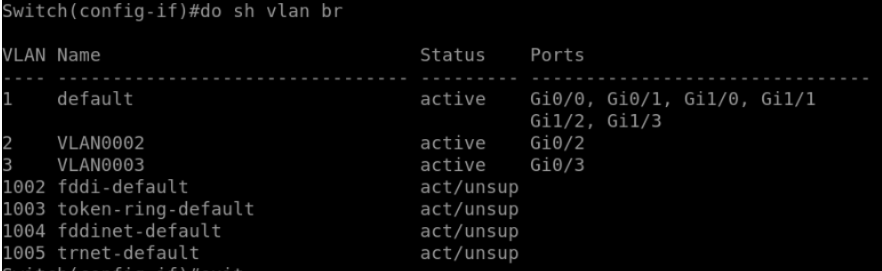 Switch(config-if)#do sh vlan br
VLAN Name Status Ports
---- -------------------------------- --------- -------------------------------
1 default active Gi0/0, Gi0/1, Gi1/0, Gi1/1
Gi1/2, Gi1/3
2 VLAN0002 active Gi0/2
3 VLAN0003 active Gi0/3
1002 fddi-default act/unsup
1003 token-ring-default act/unsup
1004 fddinet-default act/unsup
1005 trnet-default act/unsup